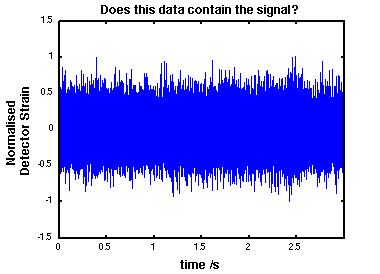 Does this data contain the signal?
1.5
1
0.5
0
-0.5
-1
-1.5
Normalised
Detector Strain
0 0.5 1 1.5 2 2.5
time /s